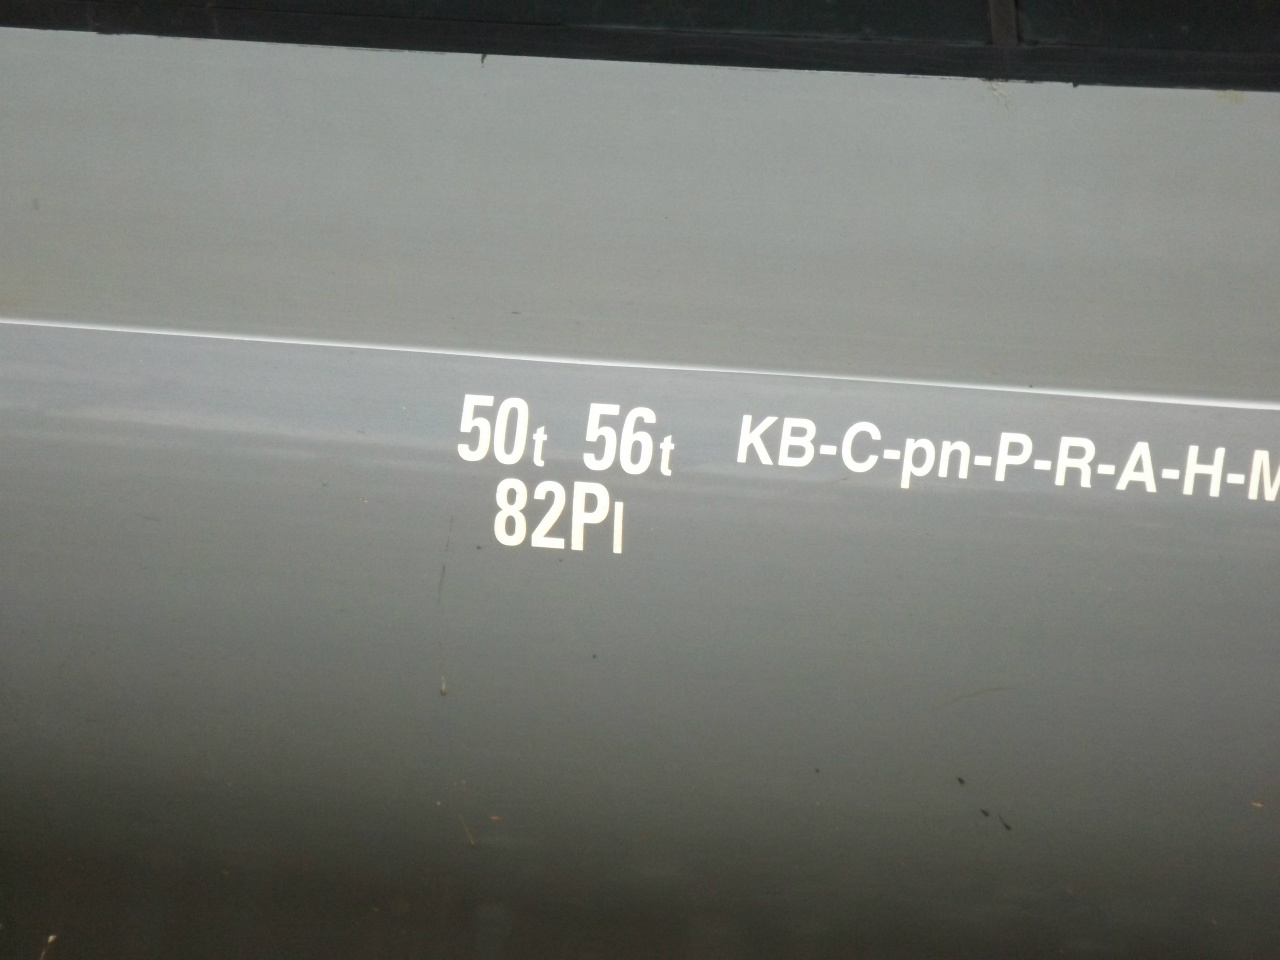 50t 56t KB-C-pn-P-R-A-H-M
82Pl